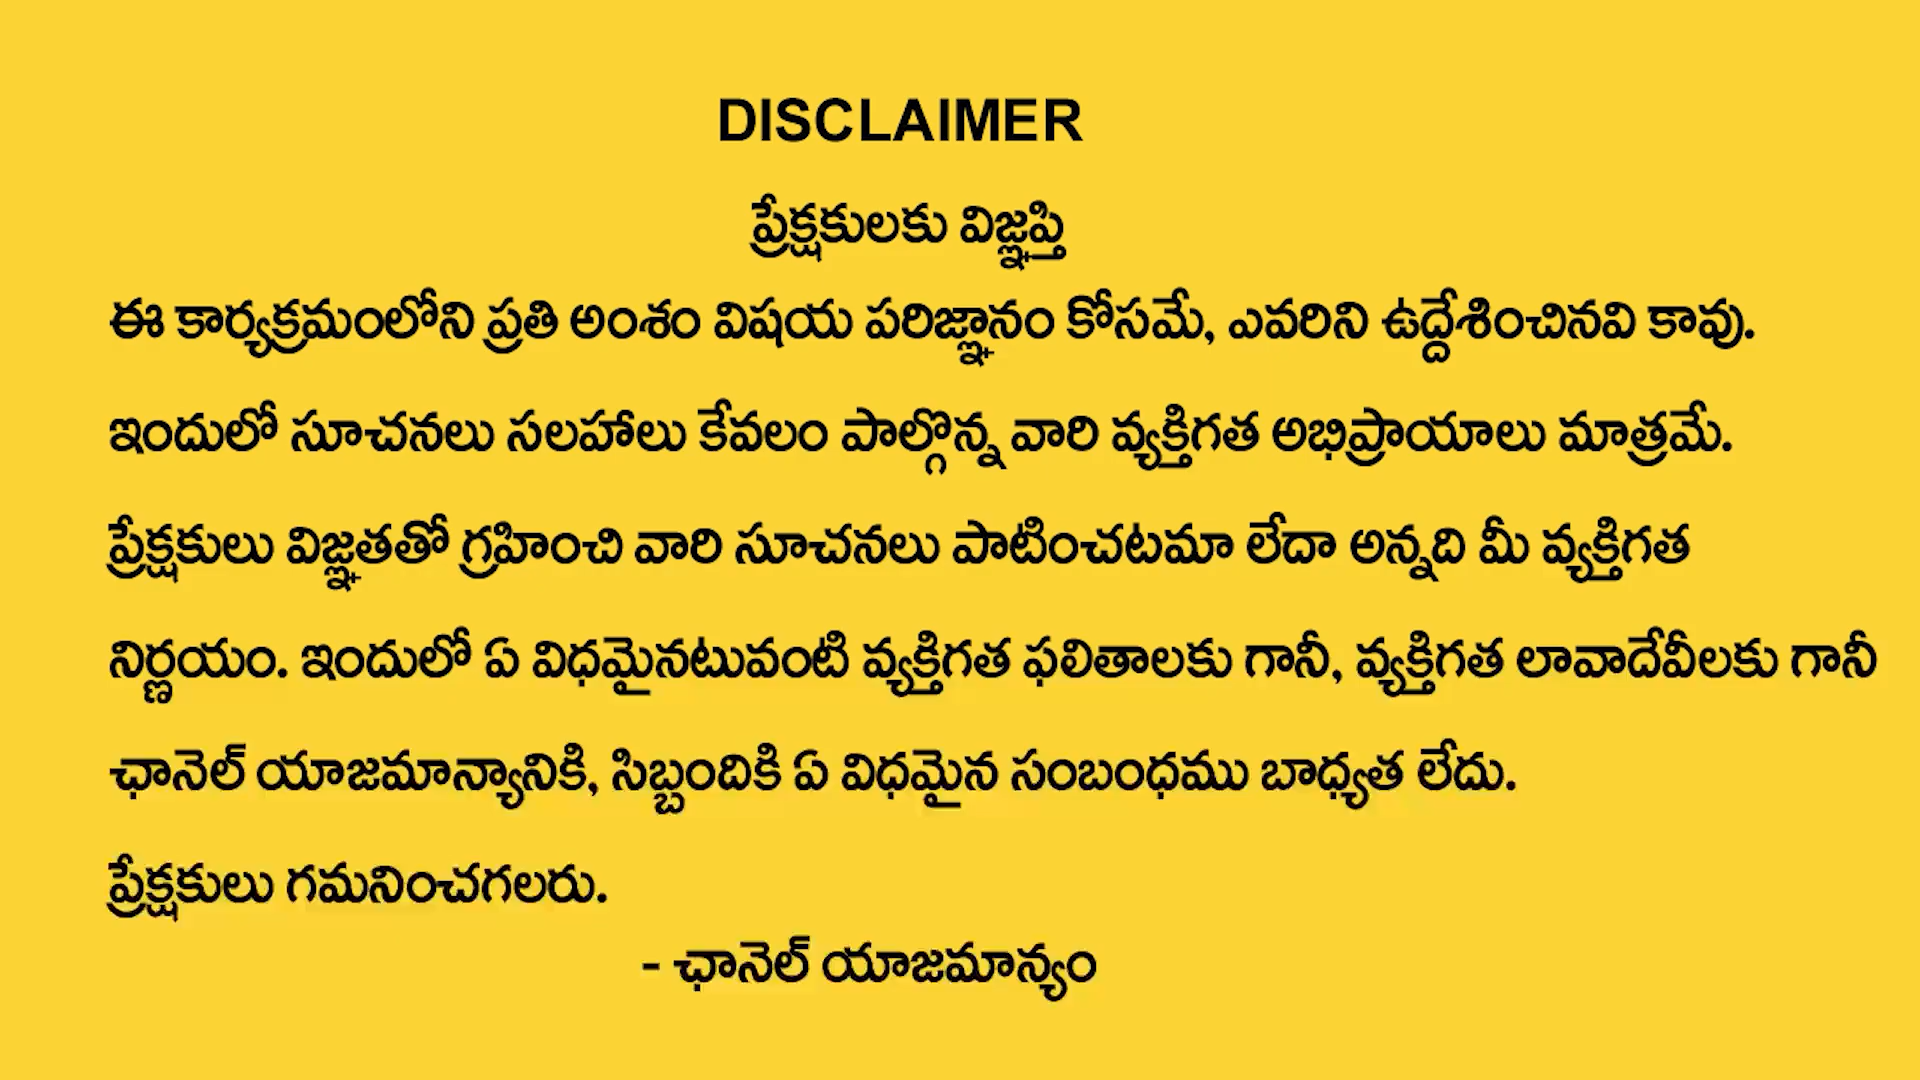 DISCLAIMER
ప్రేక్షకులకు విజ్ఞప్తి
ఈ కార్యక్రమంలోని ప్రతి అంశం విషయ పరిజ్ఞానం కోసమే, ఎవరిని ఉద్దేశించినవి కావు.
ఇందులో సూచనలు సలహాలు కేవలం పాల్గొన్న వారి వ్యక్తిగత అభిప్రాయాలు మాత్రమే.
ప్రేక్షకులు విజ్ఞతతో గ్రహించి వారి సూచనలు పాటించటమా లేదా అన్నది మీ వ్యక్తిగత
నిర్ణయం. ఇందులో ఏ విధమైనటువంటి వ్యక్తిగత ఫలితాలకు గానీ, వ్యక్తిగత లావాదేవీలకు గానీ
ఛానెల్ యాజమాన్యానికి, సిబ్బందికి ఏ విధమైన సంబంధము బాధ్యత లేదు.
ప్రేక్షకులు గమనించగలరు.
- ఛానెల్ యాజమాన్యం